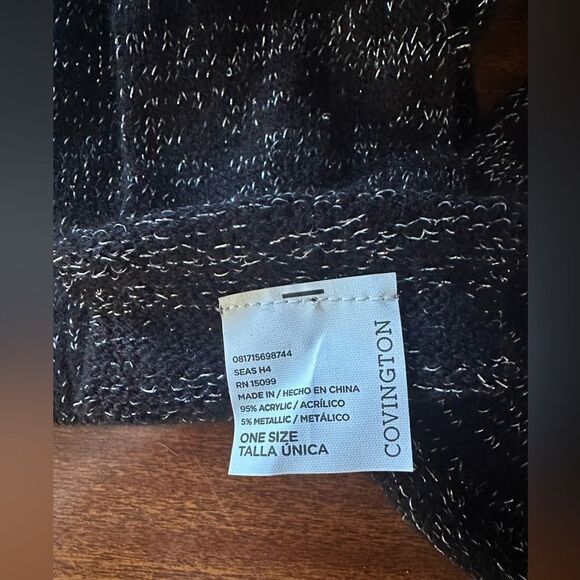 081715698744
SEAS H4
RN 15099
MADE IN / HECHO EN CHINA
95% ACRYLIC / ACRÍLICO
5% METALLIC / METÁLICO
ONE SIZE
TALLA ÚNICA
COVINGTON